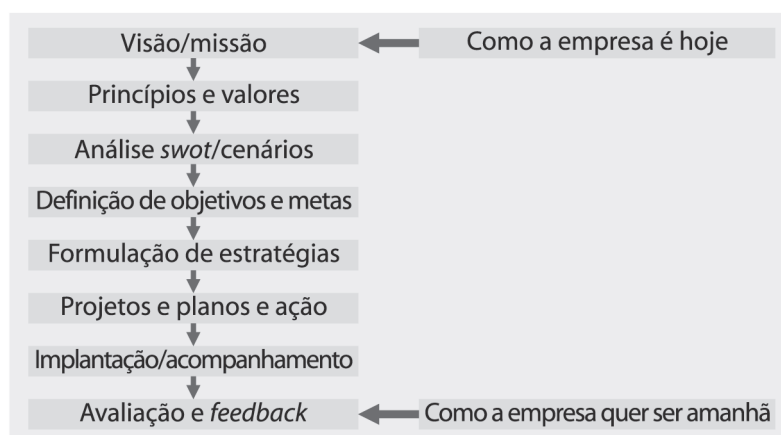 Visão/missão
Como a empresa é hoje
Princípios e valores
Análise swot/cenários
Definição de objetivos e metas
Formulação de estratégias
Projetos e planos e ação
Implantação/acompanhamento
Avaliação e feedback
Como a empresa quer ser amanhã